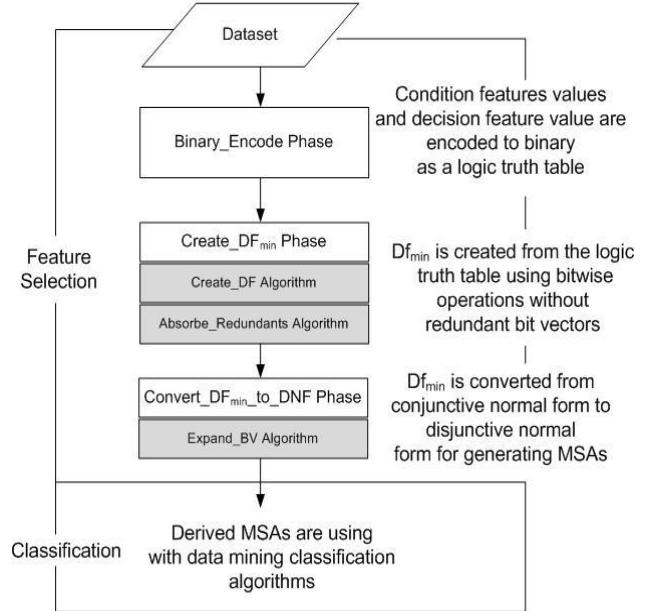 Dataset
Condition features values
and decision feature value are
encoded to binary
as a logic truth table
Binary_Encode Phase
Feature
Selection
Create_DFmin Phase
Create_DF Algorithm
Absorbe_Redundants Algorithm
Dfmin is created from the logic
truth table using bitwise
operations without
redundant bit vectors
Convert_DFmin_to_DNF Phase
Expand_BV Algorithm
Dfmin is converted from
conjunctive normal form to
disjunctive normal
form for generating MSAs
Classification
Derived MSAs are using
with data mining classification
algorithms